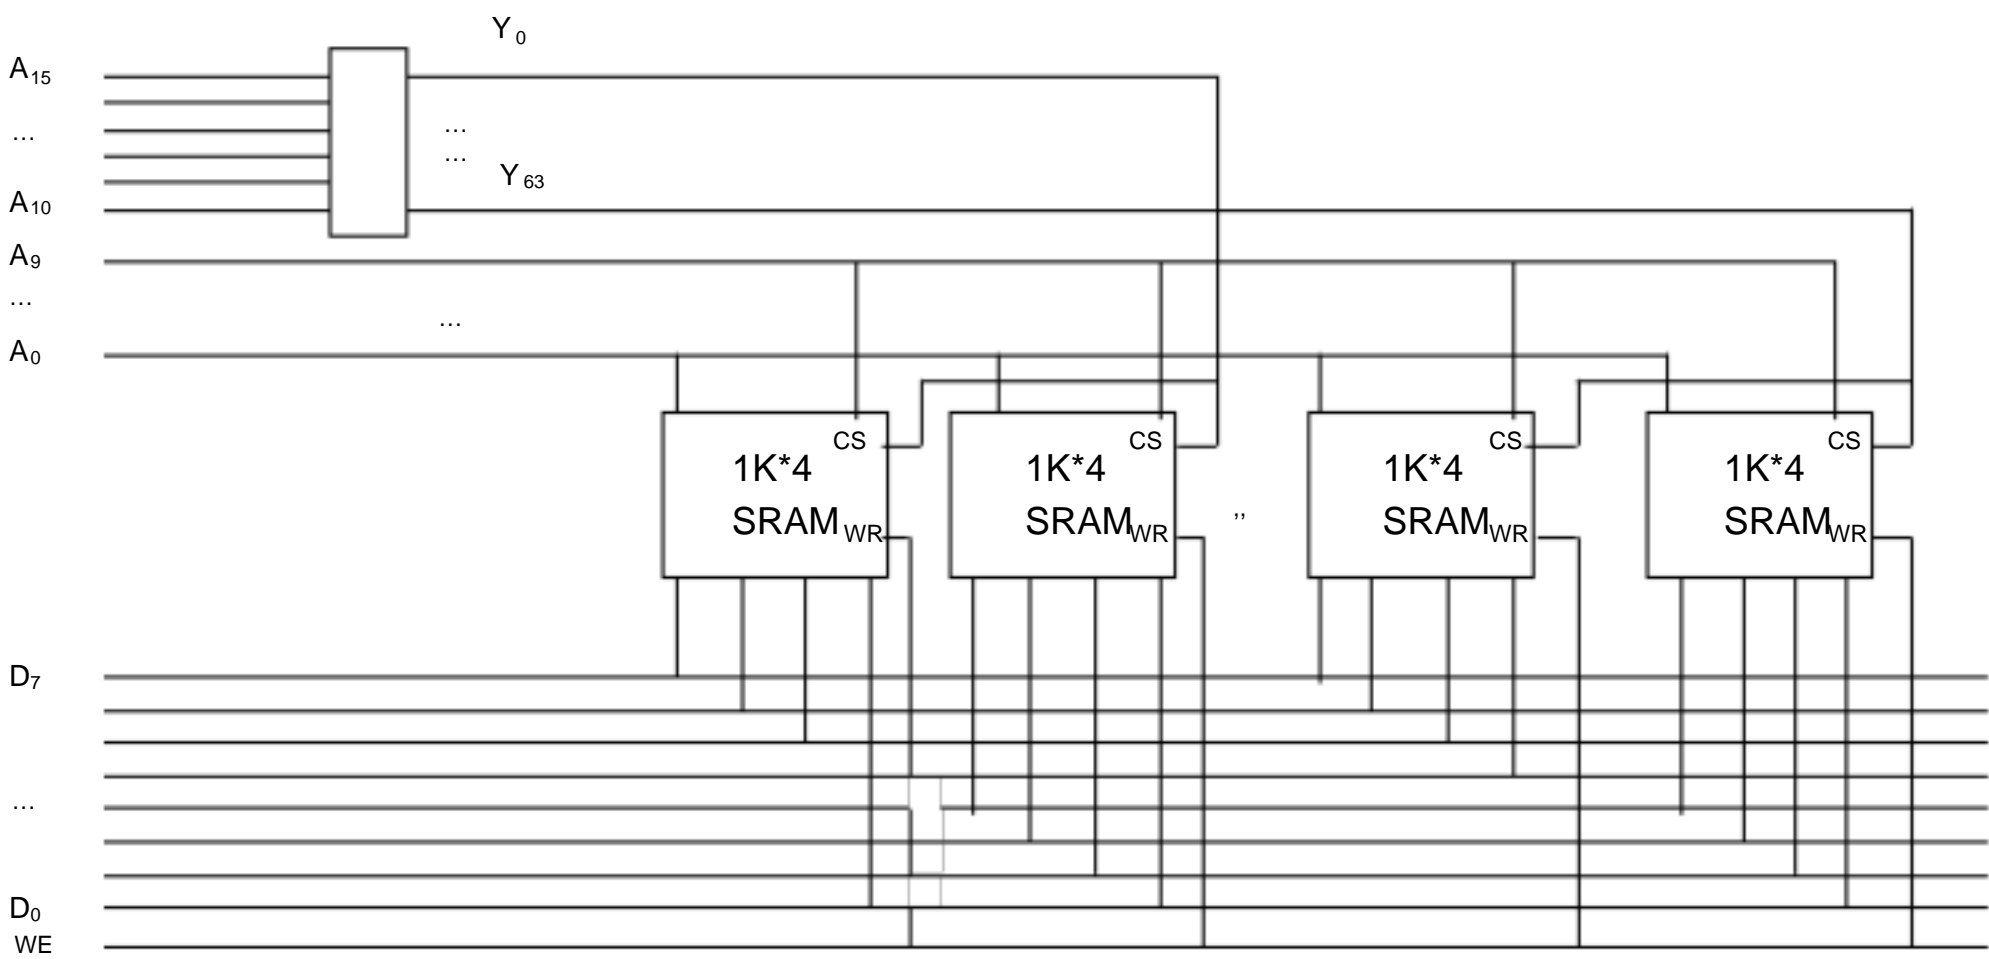 Y0
A15
...
...
...
Y63
A10
A9
...
...
A0
CS CS CS CS
1K*4 1K*4 1K*4 1K*4
SRAM SRAM ,, SRAM SRAM
WR WR WR WR
D7
...
D0
WE